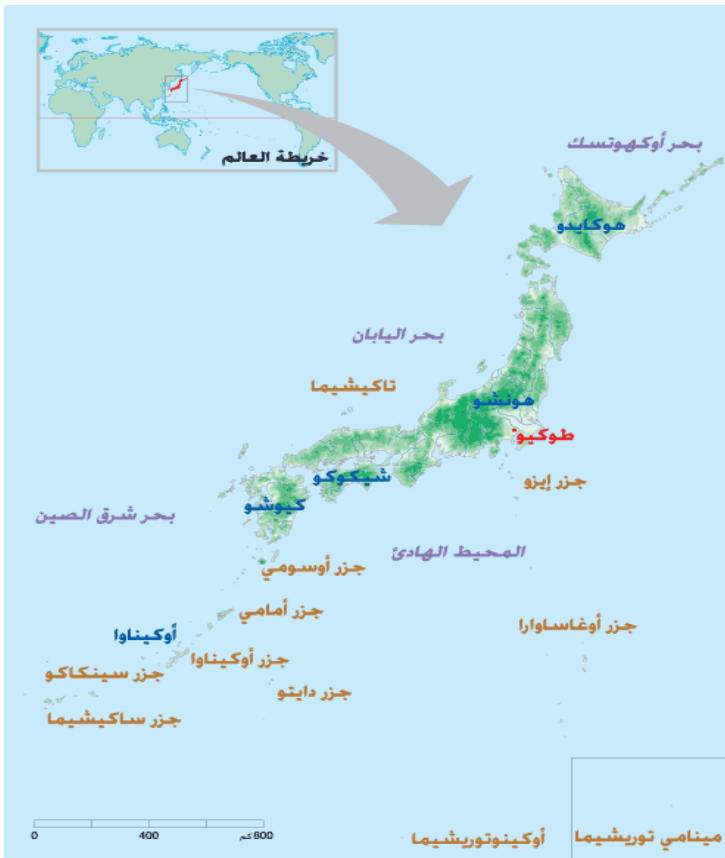 خريطة العالم
بحر أوكهوتسك
هوكايدو
بحر اليابان
تاكيشيما
هونشو
طوكيو
جزر إيزو
شيكوكو
كيوشو
بحر شرق الصين
المحيط الهادئ
جزر أوسومي
جزر أمامي
جزر أوغاساوارا
أوكيناوا
جزر أوكيناوا
جزر سينكاكو
جزر دايتو
جزر ساكيشيما
0 400 800كم
أوكينوتوريشيما
مينامي توريشيما